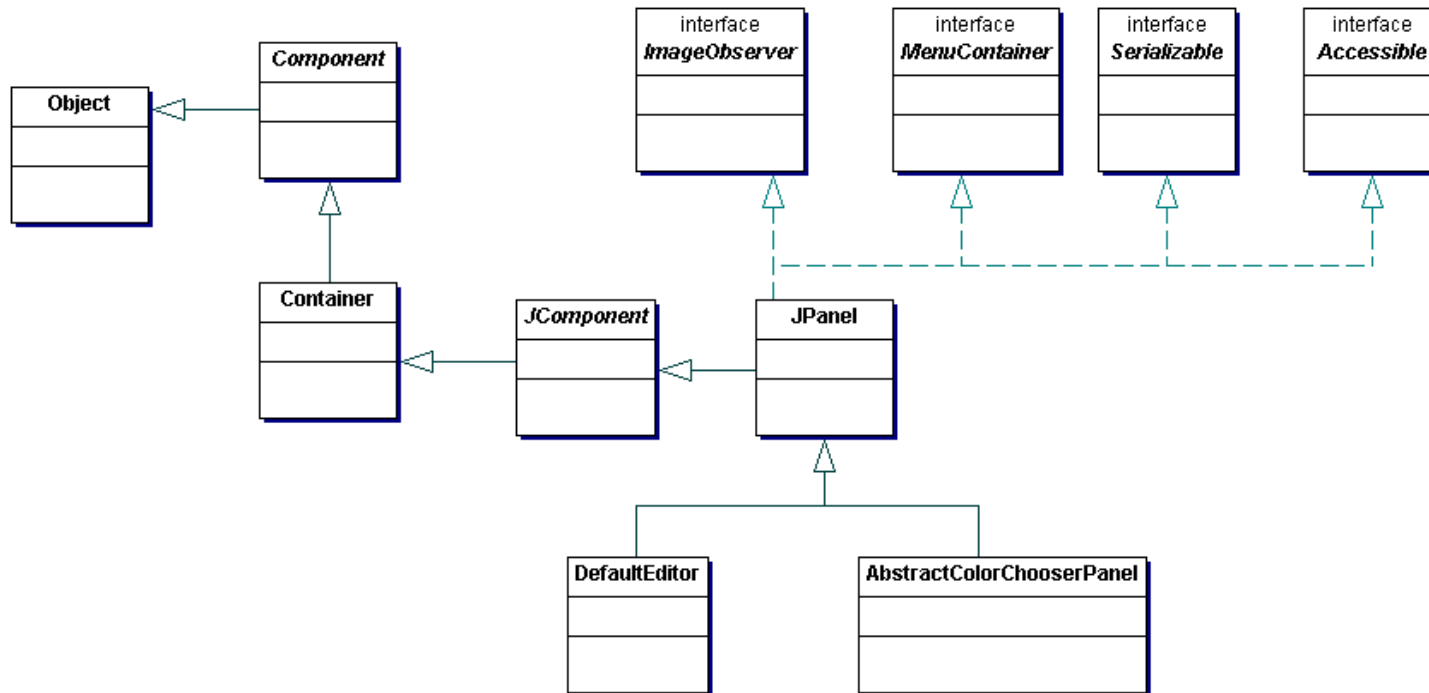 interface
ImageObserver
interface
MenuContainer
interface
Serializable
interface
Accessible
Component
Object
Container
JComponent
JPanel
DefaultEditor
AbstractColorChooserPanel